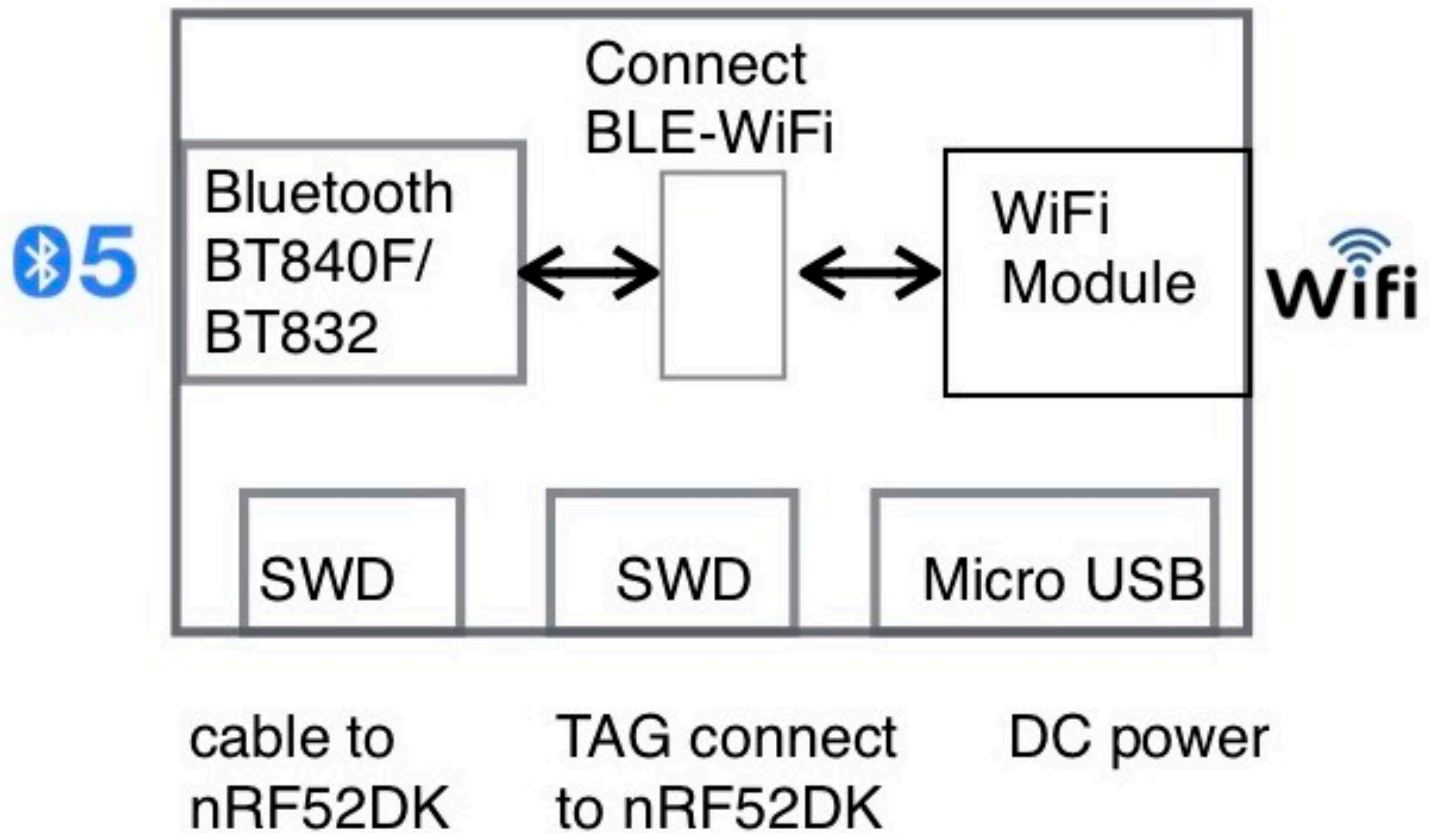 Connect
BLE-WiFi
Bluetooth
BT840F/
BT832
WiFi
Module
5
Wifi
SWD
SWD
Micro USB
cable to
nRF52DK
TAG connect
to nRF52DK
DC power